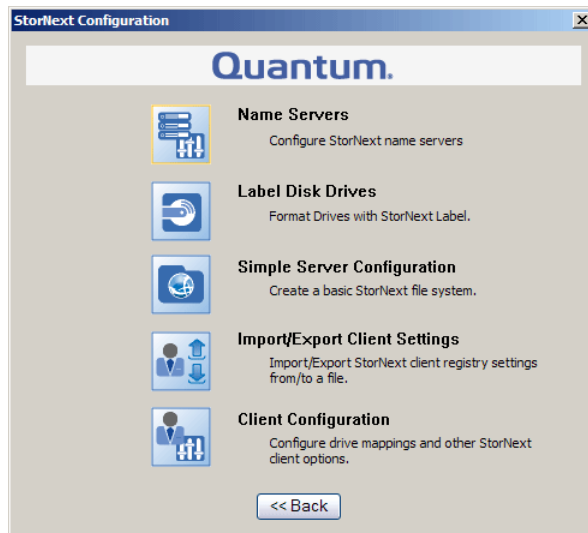 StorNext Configuration
Quantum.
Name Servers
Configure StorNext name servers
Label Disk Drives
Format Drives with StorNext Label.
Simple Server Configuration
Create a basic StorNext file system.
Import/Export Client Settings
Import/Export StorNext client registry settings
from/to a file.
Client Configuration
Configure drive mappings and other StorNext
client options.
<< Back